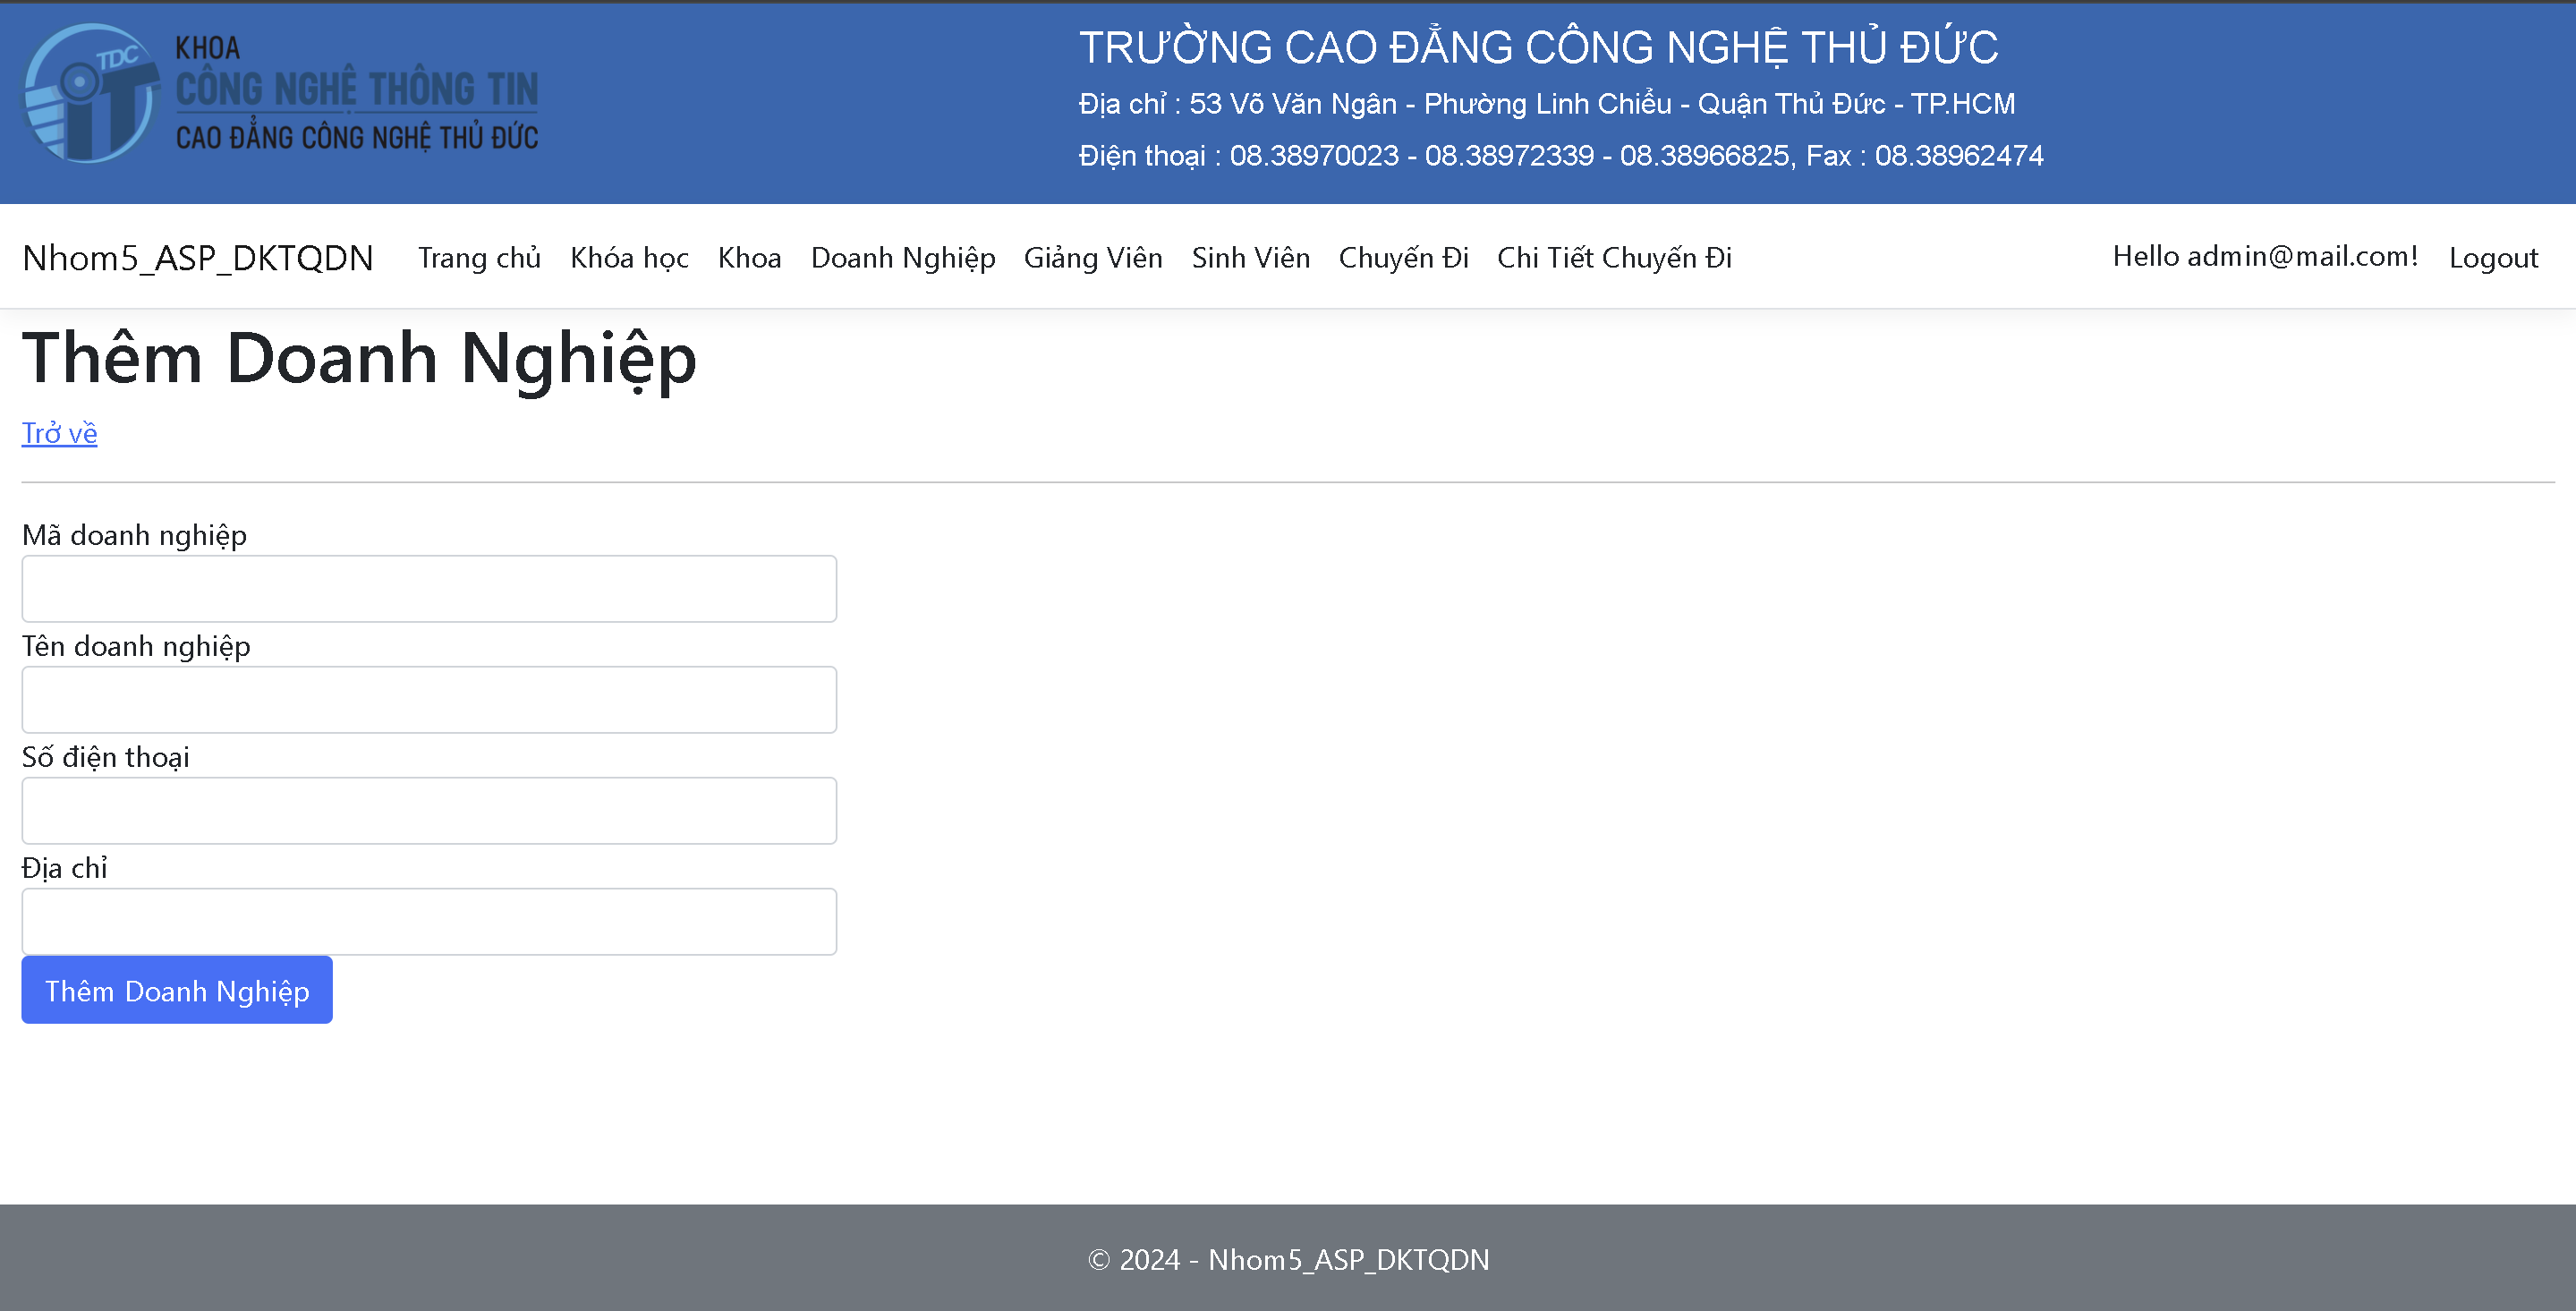 TDC
iT
KHOA
CÔNG NGHỆ THÔNG TIN
CAO ĐẲNG CÔNG NGHỆ THỦ ĐỨC
TRƯỜNG CAO ĐẲNG CÔNG NGHỆ THỦ ĐỨC
Địa chỉ : 53 Võ Văn Ngân - Phường Linh Chiểu - Quận Thủ Đức - TP.HCM
Điện thoại : 08.38970023 - 08.38972339 - 08.38966825, Fax : 08.38962474
Nhom5_ASP_DKTQDN Trang chủ Khóa học Khoa Doanh Nghiệp Giảng Viên Sinh Viên Chuyến Đi Chi Tiết Chuyến Đi Hello admin@mail.com! Logout
Thêm Doanh Nghiệp
Trở về
Mã doanh nghiệp
Tên doanh nghiệp
Số điện thoại
Địa chỉ
Thêm Doanh Nghiệp
© 2024 - Nhom5_ASP_DKTQDN